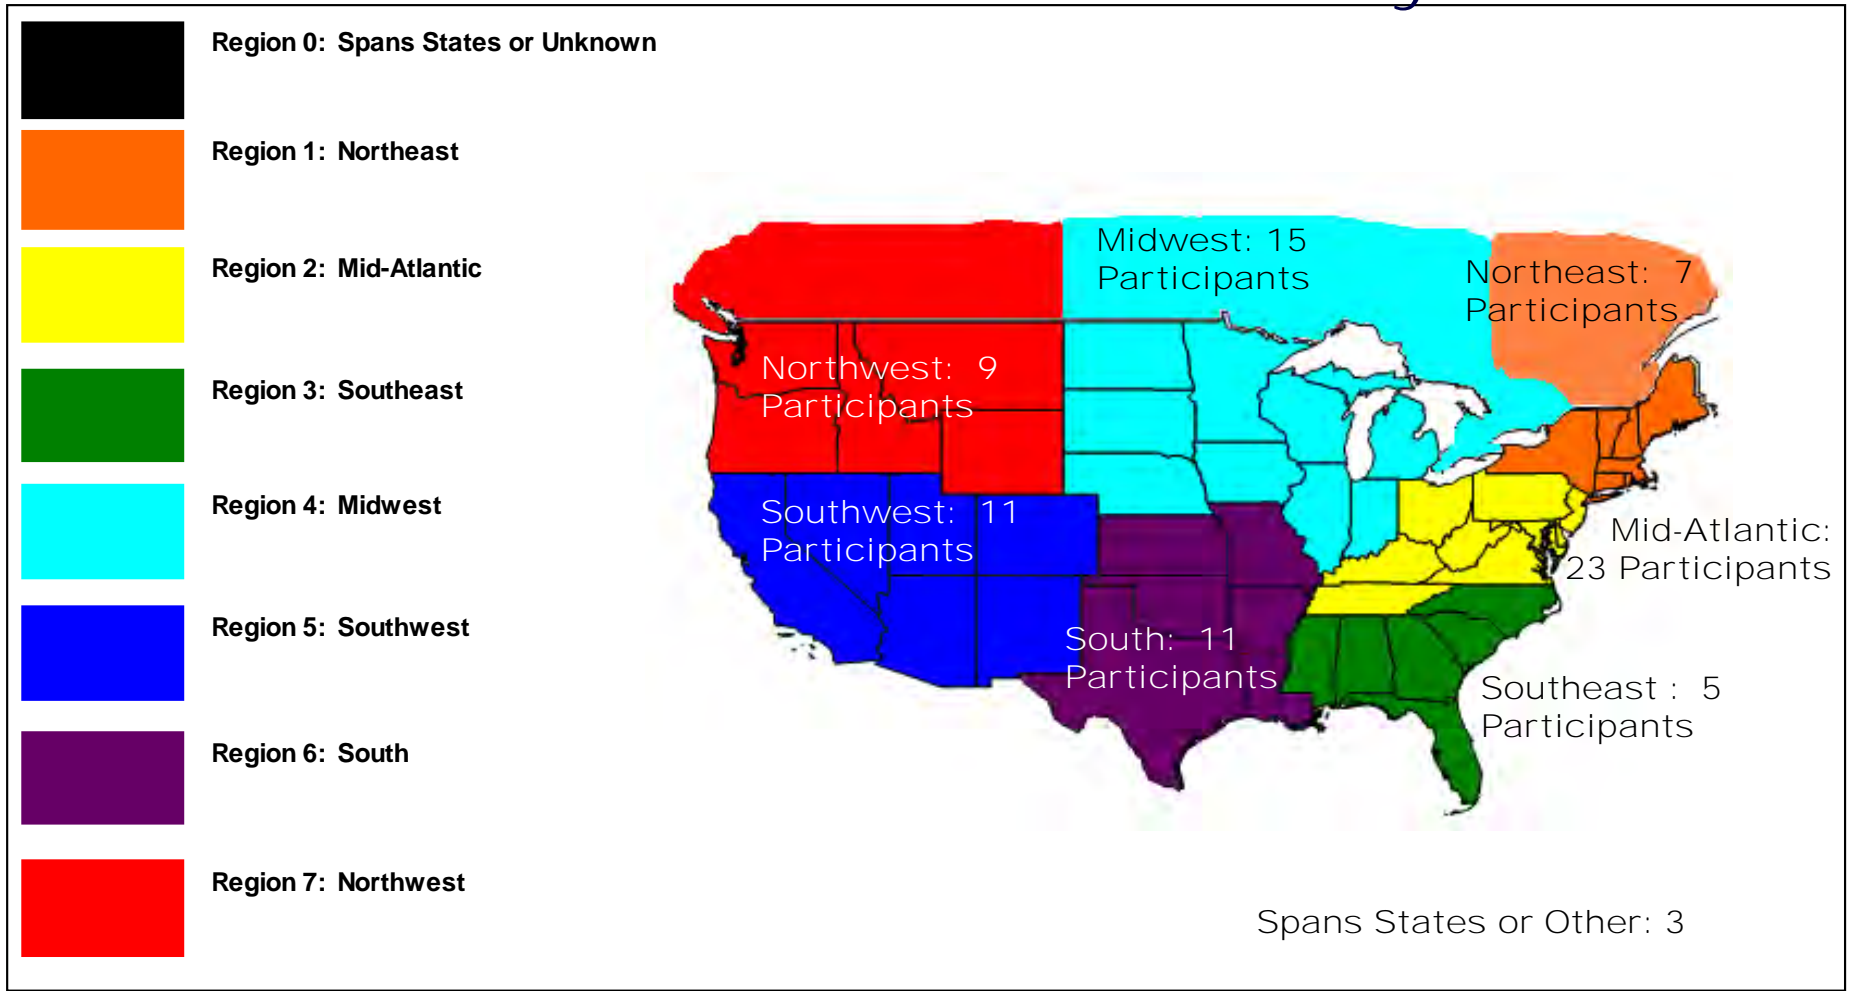 Region 0: Spans States or Unknown
Region 1: Northeast
Region 2: Mid-Atlantic
Region 3: Southeast
Region 4: Midwest
Region 5: Southwest
Region 6: South
Region 7: Northwest
Midwest: 15
Participants
Northeast: 7
Participants
Northwest: 9
Participants
Southwest: 11
Participants
Mid-Atlantic:
23 Participants
South: 11
Participants
Southeast : 5
Participants
Spans States or Other: 3